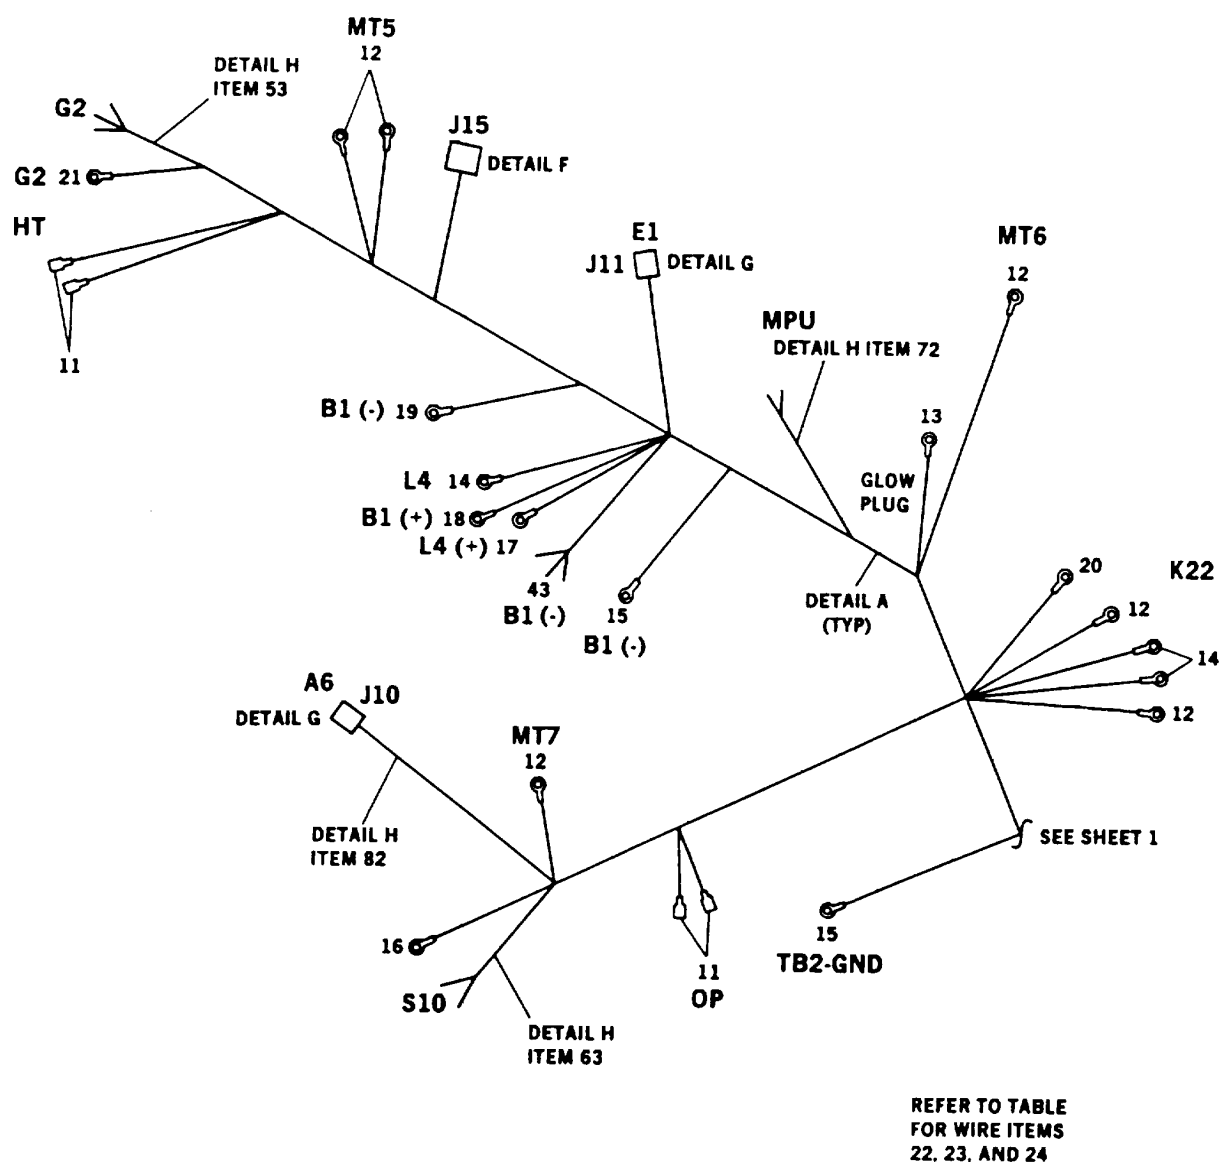 MT5
12
DETAIL H
ITEM 53
G2
J15
DETAIL F
G2 21
HT
11
E1
J11
DETAIL G
MT6
12
MPU
DETAIL H ITEM 72
B1 (-) 19
13
GLOW
PLUG
L4 14
B1 (+) 18
L4 (+) 17
43
B1 (-)
15
B1 (-)
DETAIL A
(TYP)
20
K22
12
14
12
A6
J10
DETAIL G
MT7
12
DETAIL H
ITEM 82
SEE SHEET 1
16
S10
11
OP
15
TB2-GND
DETAIL H
ITEM 63
REFER TO TABLE
FOR WIRE ITEMS
22, 23, AND 24